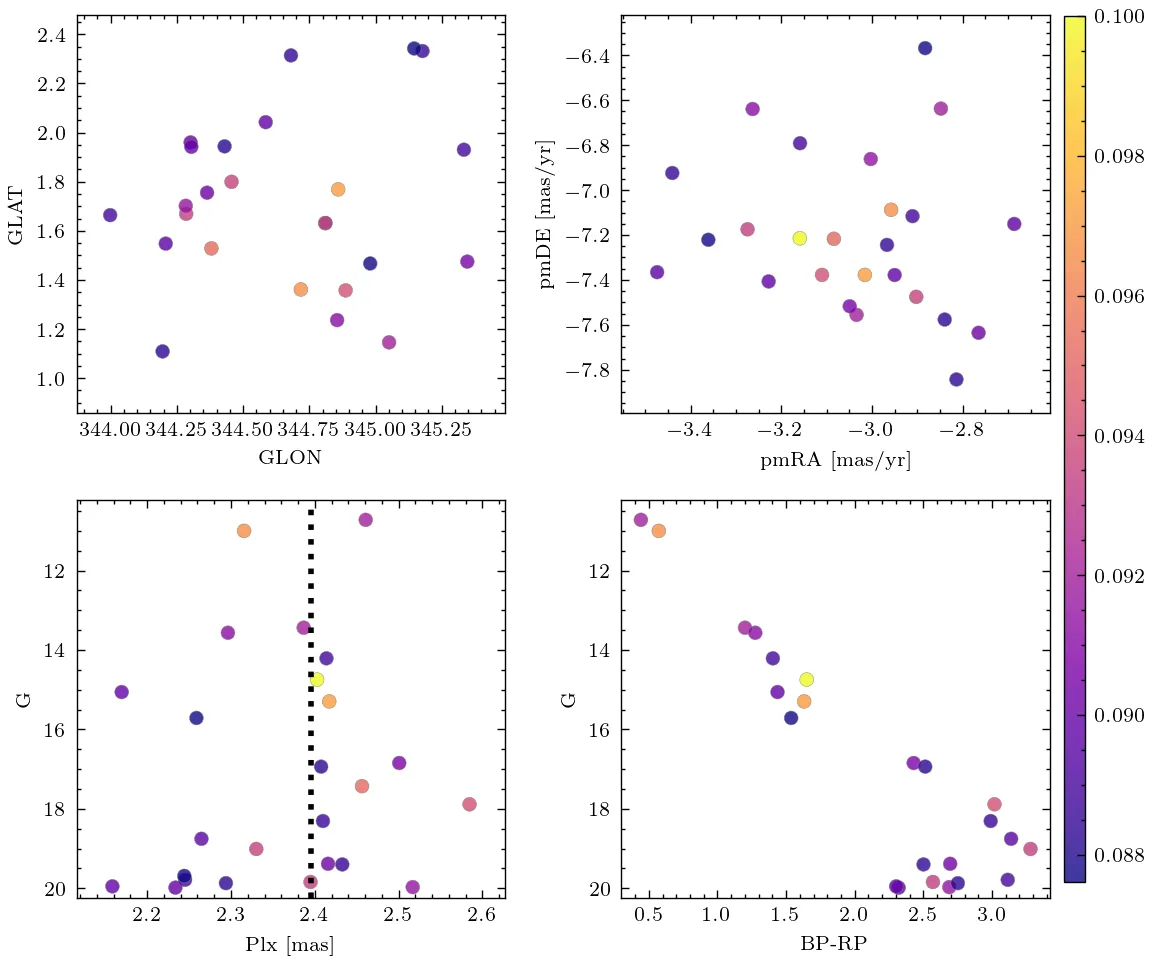 2.4
2.2
2.0
1.8
1.6
1.4
1.2
1.0
GLAT
344.00 344.25 344.50 344.75 345.00 345.25
GLON
−6.4
−6.6
−6.8
−7.0
−7.2
−7.4
−7.6
−7.8
pmDE [mas/yr]
−3.4 −3.2 −3.0 −2.8
pmRA [mas/yr]
0.100
0.098
0.096
0.094
0.092
0.090
0.088
12
14
16
18
20
G
2.2 2.3 2.4 2.5 2.6
Plx [mas]
12
14
16
18
20
G
0.5 1.0 1.5 2.0 2.5 3.0
BP-RP